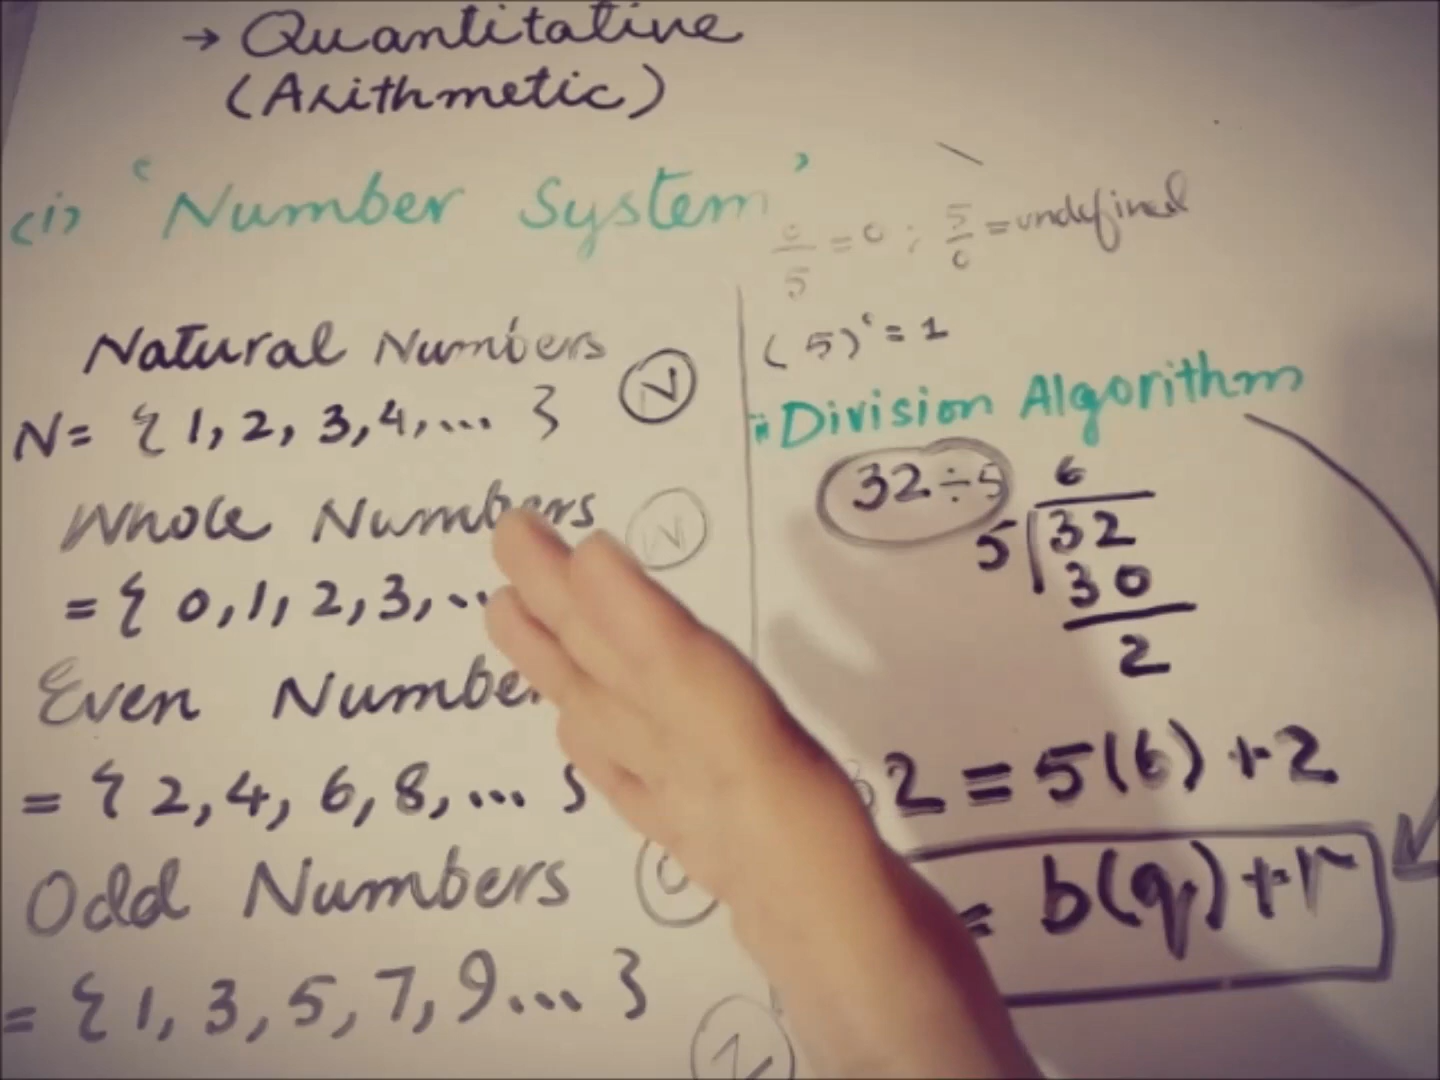 → Quantitative
(Arithmetic)
(i) 'Number System'
Natural Numbers
N= { 1, 2, 3, 4, ... }
N
Whole Numbers
= { 0, 1, 2, 3, ..
Even Number
= { 2, 4, 6, 8, ... }
Odd Numbers
= { 1, 3, 5, 7, 9... }
0/5 = 0 ; 5/0 = undefined
(5)° = 1
Division Algorithm
32÷5
6
5 32
30
2
2 = 5(6) + 2
= b(q) + r